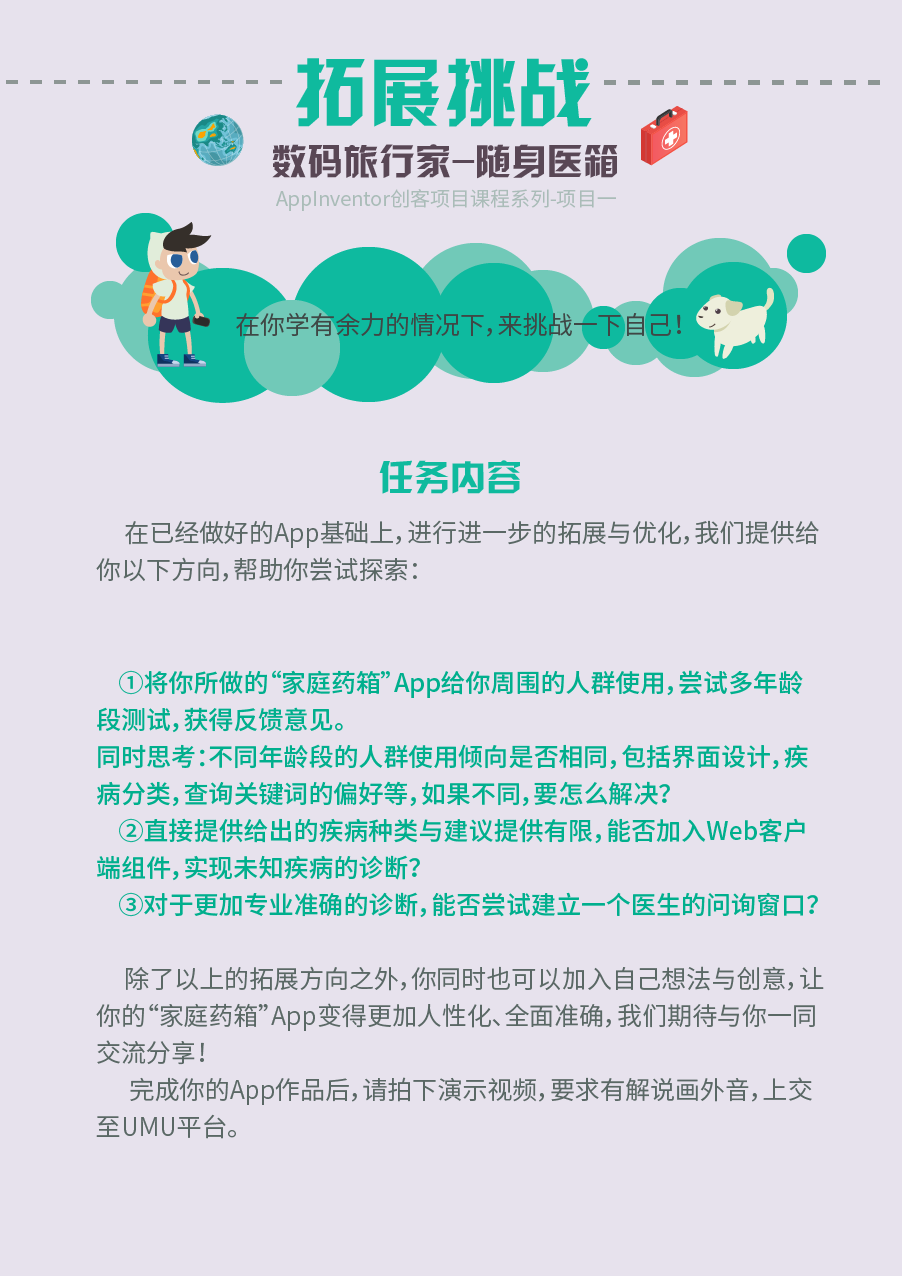 拓展挑战
数码旅行家—随身医箱
AppInventor创客项目课程系列-项目一
在你学有余力的情况下，来挑战一下自己！
任务内容
在已经做好的App基础上，进行进一步的拓展与优化，我们提供给
你以下方向，帮助你尝试探索：
①将你所做的“家庭药箱”App给你周围的人群使用，尝试多年龄
段测试，获得反馈意见。
同时思考：不同年龄段的人群使用倾向是否相同，包括界面设计，疾
病分类，查询关键词的偏好等，如果不同，要怎么解决？
②直接提供给出的疾病种类与建议提供有限，能否加入Web客户
端组件，实现未知疾病的诊断？
③对于更加专业准确的诊断，能否尝试建立一个医生的问询窗口？
除了以上的拓展方向之外，你同时也可以加入自己想法与创意，让
你的“家庭药箱”App变得更加人性化、全面准确，我们期待与你一同
交流分享！
完成你的App作品后，请拍下演示视频，要求有解说画外音，上交
至UMU平台。